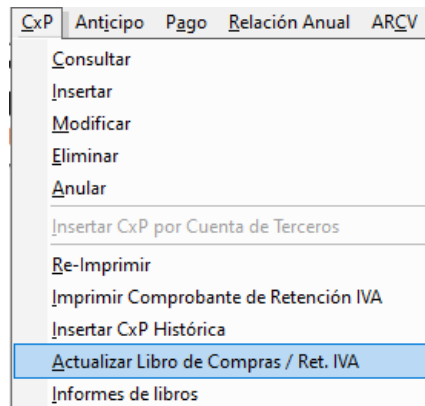 CxP Anticipo Pago Relación Anual ARCV
Consultar
Insertar
Modificar
Eliminar
Anular
Insertar CxP por Cuenta de Terceros
Re-Imprimir
Imprimir Comprobante de Retención IVA
Insertar CxP Histórica
Actualizar Libro de Compras / Ret. IVA
Informes de libros